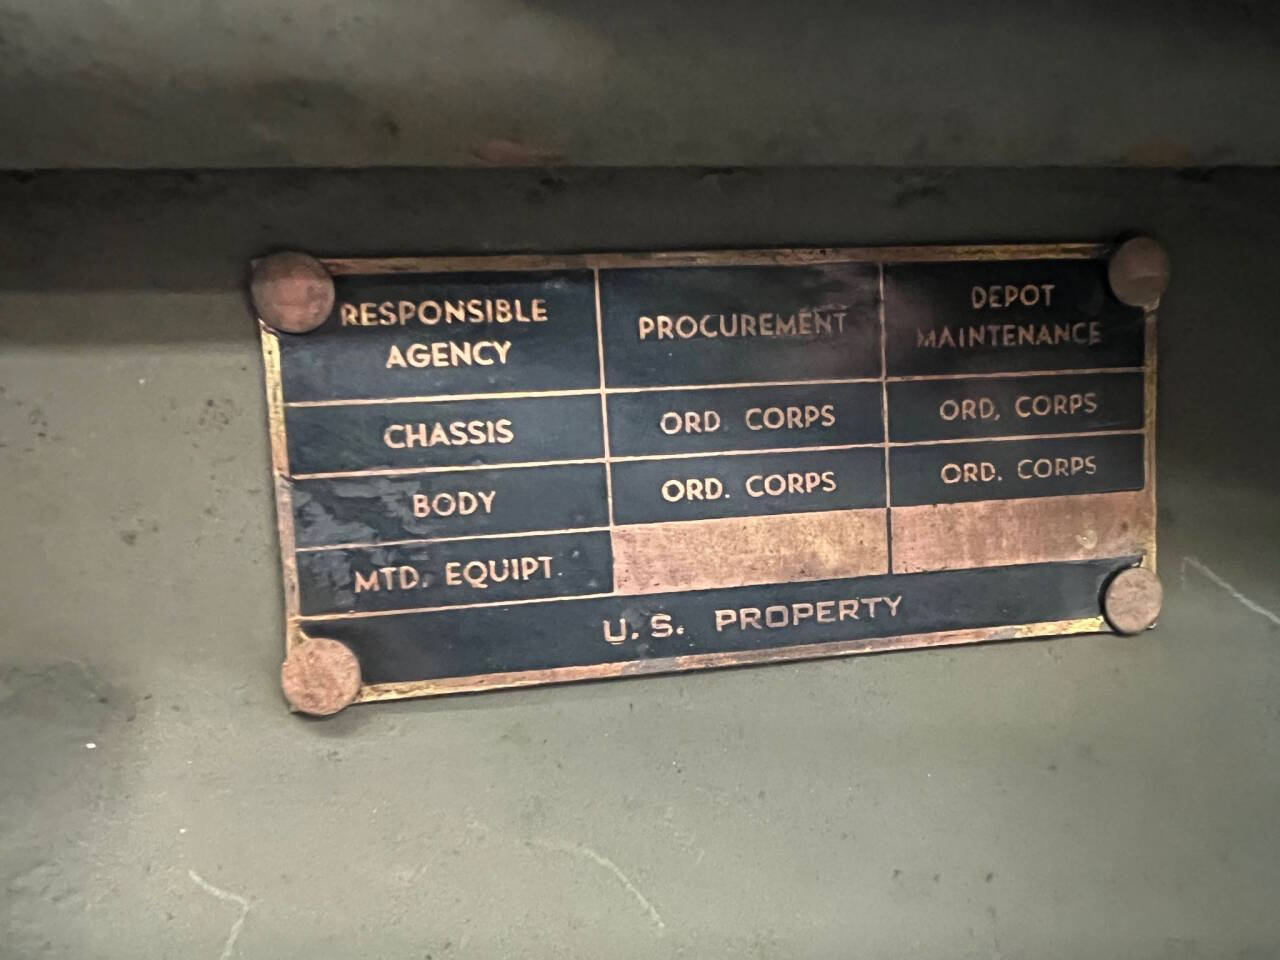 RESPONSIBLE AGENCY PROCUREMENT DEPOT MAINTENANCE
CHASSIS ORD. CORPS ORD. CORPS
BODY ORD. CORPS ORD. CORPS
MTD. EQUIPT.
U.S. PROPERTY